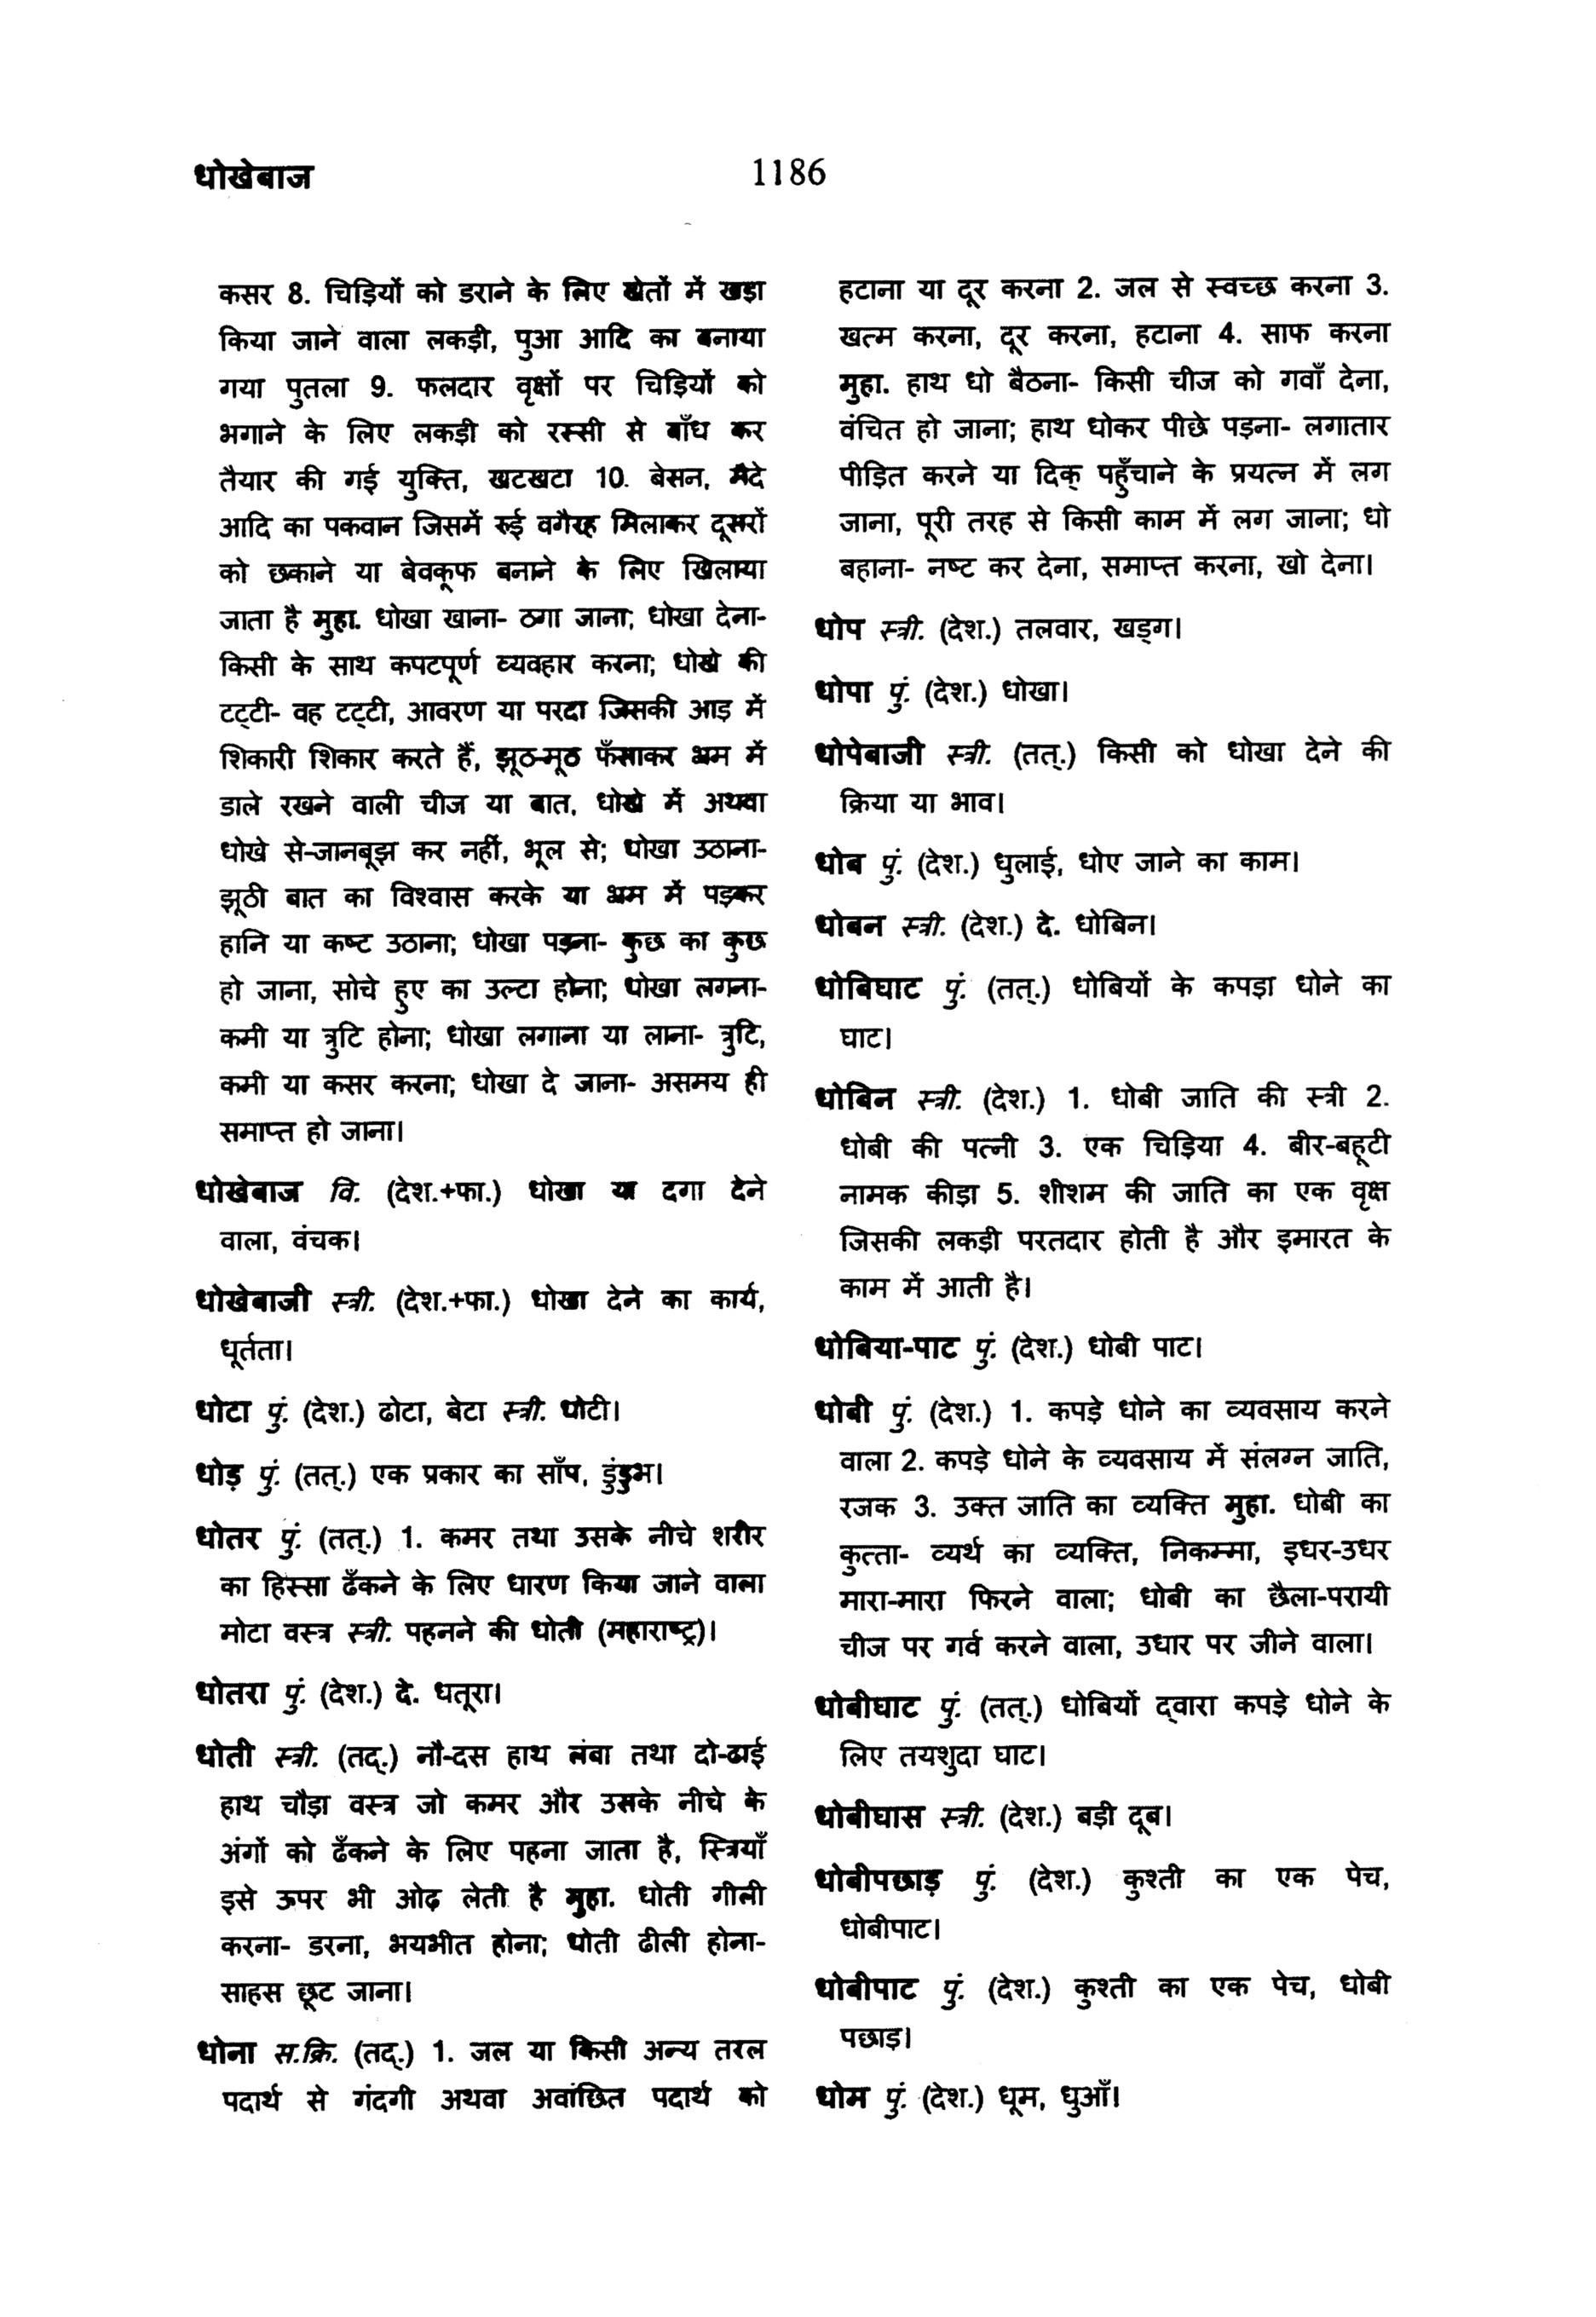 धोखेबाज
1186
कसर 8. चिड़ियों को डराने के लिए खेतों में खड़ा
किया जाने वाला लकड़ी, पुआ आदि का बनाया
गया पुतला 9. फलदार वृक्षों पर चिड़ियों को
भगाने के लिए लकड़ी को रस्सी से बाँध कर
तैयार की गई युक्ति, खटखटा 10. बेसन, मैदे
आदि का पकवान जिसमें रुई वगैरह मिलाकर दूसरों
को छकाने या बेवकूफ बनाने के लिए खिलाया
जाता है मुहा. धोखा खाना- ठगा जाना; धोखा देना-
किसी के साथ कपटपूर्ण व्यवहार करना; धोखे की
टट्टी- वह टट्टी, आवरण या परदा जिसकी आड़ में
शिकारी शिकार करते हैं, झूठ-मूठ फँसाकर भ्रम में
डाले रखने वाली चीज या बात, धोखे में अथवा
धोखे से-जानबूझ कर नहीं, भूल से; धोखा उठाना-
झूठी बात का विश्वास करके या भ्रम में पड़कर
हानि या कष्ट उठाना; धोखा पड़ना- कुछ का कुछ
हो जाना, सोचे हुए का उल्टा होना; धोखा लगना-
कमी या त्रुटि होना; धोखा लगाना या लाना- त्रुटि,
कमी या कसर करना; धोखा दे जाना- असमय ही
समाप्त हो जाना।
धोखेबाज वि. (देश.+फा.) धोखा या दगा देने
वाला, वंचक।
धोखेबाजी स्त्री. (देश.+फा.) धोखा देने का कार्य,
धूर्तता।
धोटा पुं. (देश.) ढोटा, बेटा स्त्री. धोटी।
धोड़ पुं. (तत्.) एक प्रकार का साँप, डुंडुभ।
धोतर पुं. (तत्.) 1. कमर तथा उसके नीचे शरीर
का हिस्सा ढँकने के लिए धारण किया जाने वाला
मोटा वस्त्र स्त्री. पहनने की धोती (महाराष्ट्र)।
धोतरा पुं. (देश.) दे. धतूरा।
धोती स्त्री. (तद्.) नौ-दस हाथ लंबा तथा दो-ढाई
हाथ चौड़ा वस्त्र जो कमर और उसके नीचे के
अंगों को ढँकने के लिए पहना जाता है, स्त्रियाँ
इसे ऊपर भी ओढ़ लेती है मुहा. धोती गीली
करना- डरना, भयभीत होना; धोती ढीली होना-
साहस छूट जाना।
धोना स.क्रि. (तद्.) 1. जल या किसी अन्य तरल
पदार्थ से गंदगी अथवा अवांछित पदार्थ को
हटाना या दूर करना 2. जल से स्वच्छ करना 3.
खत्म करना, दूर करना, हटाना 4. साफ करना
मुहा. हाथ धो बैठना- किसी चीज को गवाँ देना,
वंचित हो जाना; हाथ धोकर पीछे पड़ना- लगातार
पीड़ित करने या दिक् पहुँचाने के प्रयत्न में लग
जाना, पूरी तरह से किसी काम में लग जाना; धो
बहाना- नष्ट कर देना, समाप्त करना, खो देना।
धोप स्त्री. (देश.) तलवार, खड्ग।
धोपा पुं. (देश.) धोखा।
धोपेबाजी स्त्री. (तत्.) किसी को धोखा देने की
क्रिया या भाव।
धोब पुं. (देश.) धुलाई, धोए जाने का काम।
धोबन स्त्री. (देश.) दे. धोबिन।
धोबिघाट पुं. (तत्.) धोबियों के कपड़ा धोने का
घाट।
धोबिन स्त्री. (देश.) 1. धोबी जाति की स्त्री 2.
धोबी की पत्नी 3. एक चिड़िया 4. बीर-बहूटी
नामक कीड़ा 5. शीशम की जाति का एक वृक्ष
जिसकी लकड़ी परतदार होती है और इमारत के
काम में आती है।
धोबिया-पाट पुं. (देश.) धोबी पाट।
धोबी पुं. (देश.) 1. कपड़े धोने का व्यवसाय करने
वाला 2. कपड़े धोने के व्यवसाय में संलग्न जाति,
रजक 3. उक्त जाति का व्यक्ति मुहा. धोबी का
कुत्ता- व्यर्थ का व्यक्ति, निकम्मा, इधर-उधर
मारा-मारा फिरने वाला; धोबी का छैला-परायी
चीज पर गर्व करने वाला, उधार पर जीने वाला।
धोबीघाट पुं. (तत्.) धोबियों द्वारा कपड़े धोने के
लिए तयशुदा घाट।
धोबीघास स्त्री. (देश.) बड़ी दूब।
धोबीपछाड़ पुं. (देश.) कुश्ती का एक पेच,
धोबीपाट।
धोबीपाट पुं. (देश.) कुश्ती का एक पेच, धोबी
पछाड़।
धोम पुं. (देश.) धूम, धुआँ।